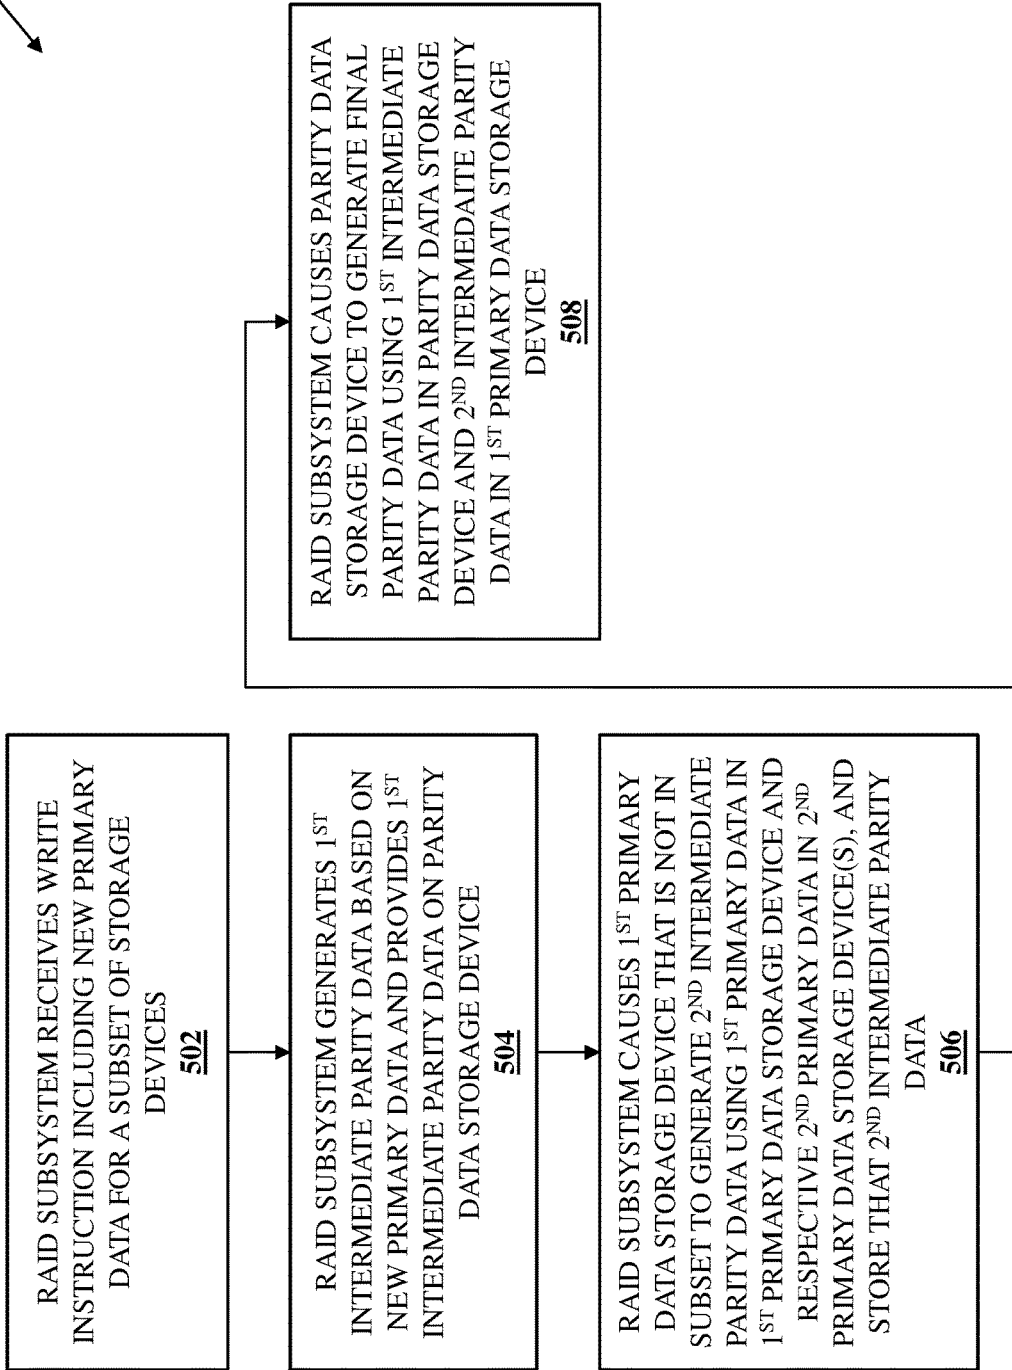 RAID SUBSYSTEM RECEIVES WRITE
INSTRUCTION INCLUDING NEW PRIMARY
DATA FOR A SUBSET OF STORAGE
DEVICES
502
RAID SUBSYSTEM GENERATES 1ST
INTERMEDIATE PARITY DATA BASED ON
NEW PRIMARY DATA AND PROVIDES 1ST
INTERMEDIATE PARITY DATA ON PARITY
DATA STORAGE DEVICE
504
RAID SUBSYSTEM CAUSES 1ST PRIMARY
DATA STORAGE DEVICE THAT IS NOT IN
SUBSET TO GENERATE 2ND INTERMEDIATE
PARITY DATA USING 1ST PRIMARY DATA IN
1ST PRIMARY DATA STORAGE DEVICE AND
RESPECTIVE 2ND PRIMARY DATA IN 2ND
PRIMARY DATA STORAGE DEVICE(S), AND
STORE THAT 2ND INTERMEDIATE PARITY
DATA
506
RAID SUBSYSTEM CAUSES PARITY DATA
STORAGE DEVICE TO GENERATE FINAL
PARITY DATA USING 1ST INTERMEDIATE
PARITY DATA IN PARITY DATA STORAGE
DEVICE AND 2ND INTERMEDAITE PARITY
DATA IN 1ST PRIMARY DATA STORAGE
DEVICE
508